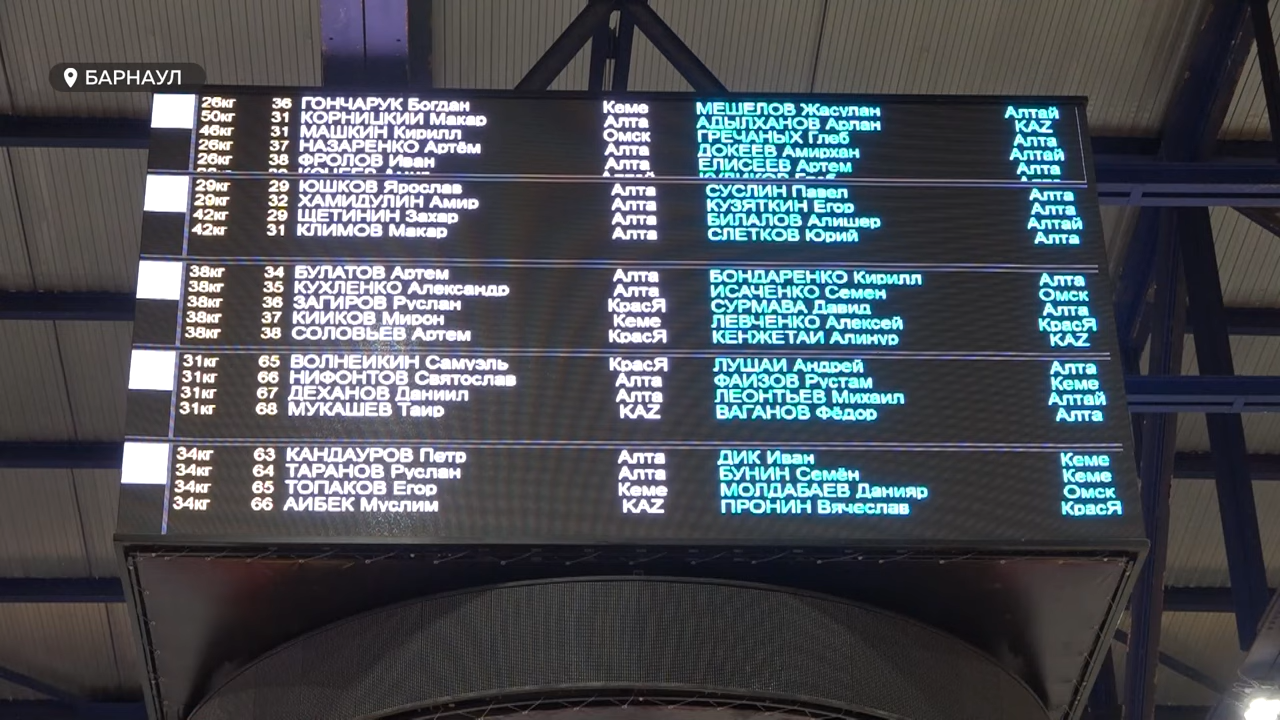 БАРНАУЛ
26кг 36 ГОНЧАРУК Богдан Кеме МЕШЕЛОВ Жасулан Алтай
50кг 31 КОРНИЦКИЙ Макар Алта АДЫЛХАНОВ Арлан KAZ
46кг 31 МАШКИН Кирилл Омск ГРЕЧАНЫХ Глеб Алта
26кг 37 НАЗАРЕНКО Артём Алта ДОКЕЕВ Амирхан Алтай
26кг 38 ФРОЛОВ Иван Алта ЕЛИСЕЕВ Артем Алта
29кг 29 ЮШКОВ Ярослав Алта СУСЛИН Павел Алта
29кг 32 ХАМИДУЛИН Амир Алта КУЗЯТКИН Егор Алта
42кг 29 ЩЕТИНИН Захар Алта БИЛАЛОВ Алишер Алтай
42кг 31 КЛИМОВ Макар Алта СЛЕТКОВ Юрий Алта
38кг 34 БУЛАТОВ Артем Алта БОНДАРЕНКО Кирилл Алта
38кг 35 КУХЛЕНКО Александр Алта ИСАЧЕНКО Семен Омск
38кг 36 ЗАГИРОВ Руслан КрасЯ СУРМАВА Давид Алта
38кг 37 КИЙКОВ Мирон Кеме ЛЕВЧЕНКО Алексей КрасЯ
38кг 38 СОЛОВЬЕВ Артем КрасЯ КЕНЖЕТАЙ Алинур KAZ
31кг 65 ВОЛНЕЙКИН Самуэль КрасЯ ЛУЦАЙ Андрей Алта
31кг 66 НИФОНТОВ Святослав Алта ФАИЗОВ Рустам Кеме
31кг 67 ДЕХАНОВ Даниил Алта ЛЕОНТЬЕВ Михаил Алтай
31кг 68 МУКАШЕВ Таир KAZ ВАГАНОВ Фёдор Алта
34кг 63 КАНДАУРОВ Петр Алта ДИК Иван Кеме
34кг 64 ТАРАНОВ Руслан Алта БУНИН Семён Кеме
34кг 65 ТОПАКОВ Егор Кеме МОЛДАБАЕВ Данияр Омск
34кг 66 АЙБЕК Муслим KAZ ПРОНИН Вячеслав КрасЯ